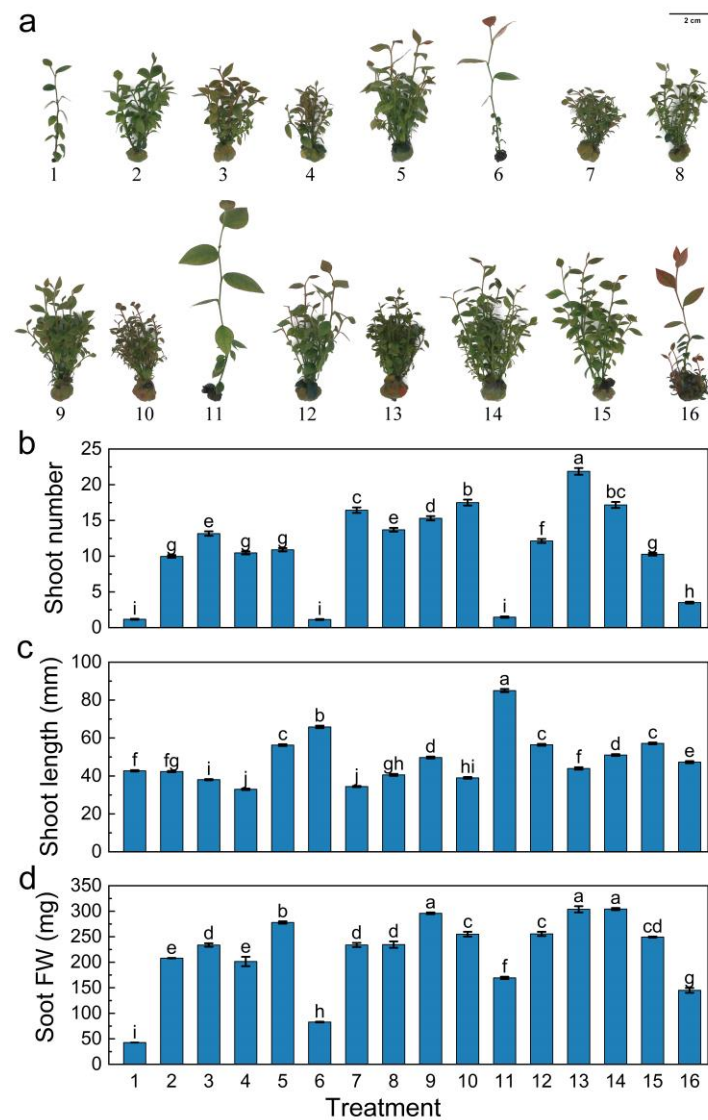 a
2 cm
1 2 3 4 5 6 7 8
9 10 11 12 13 14 15 16
b
Shoot number
25
20
15
10
5
0
i g e g g i c e d b i f a bc g h
c
Shoot length (mm)
100
80
60
40
20
0
f fg i j c b j gh d hi a c f d c e
d
Soot FW (mg)
350
300
250
200
150
100
50
0
i e d e b h d d a c f c a a cd g
1 2 3 4 5 6 7 8 9 10 11 12 13 14 15 16
Treatment